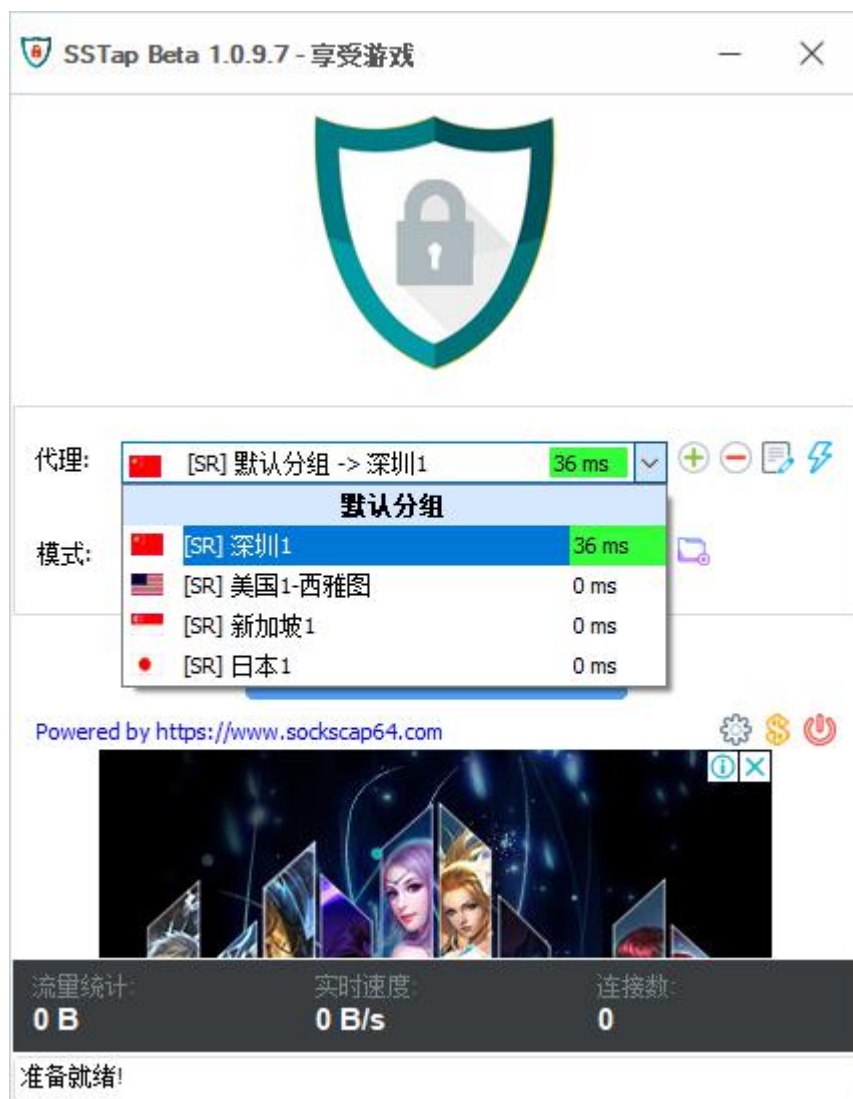 SSTap Beta 1.0.9.7 - 享受游戏
代理: [SR] 默认分组 -> 深圳1 36 ms
默认分组
模式:
[SR] 深圳1 36 ms
[SR] 美国1-西雅图 0 ms
[SR] 新加坡1 0 ms
[SR] 日本1 0 ms
Powered by https://www.sockscap64.com
流量统计: 实时速度: 连接数:
0 B 0 B/s 0
准备就绪!